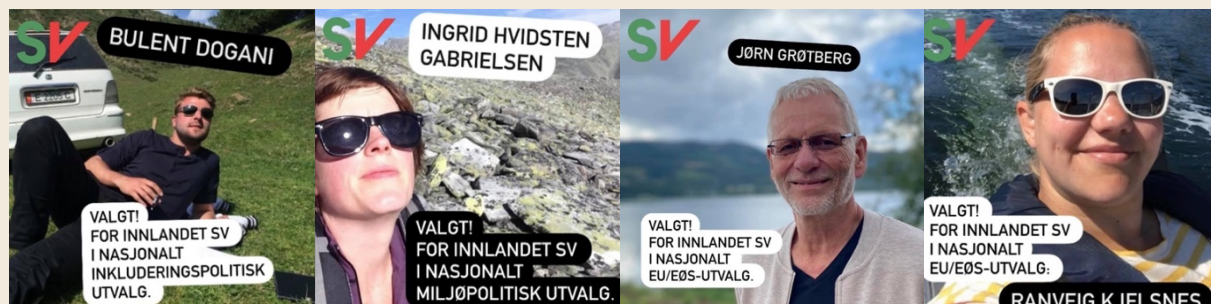 SV
BULENT DOGANI
VALGT!
FOR INNLANDET SV
I NASJONALT
INKLUDERINGSPOLITISK
UTVALG.
SV
INGRID HVIDSTEN
GABRIELSEN
VALGT!
FOR INNLANDET SV
I NASJONALT
MILJØPOLITISK UTVALG.
SV
JØRN GRØTBERG
VALGT!
FOR INNLANDET SV
I NASJONALT
EU/EØS-UTVALG.
SV
VALGT!
FOR INNLANDET SV
I NASJONALT
EU/EØS-UTVALG:
RANVEIG KJELSNES